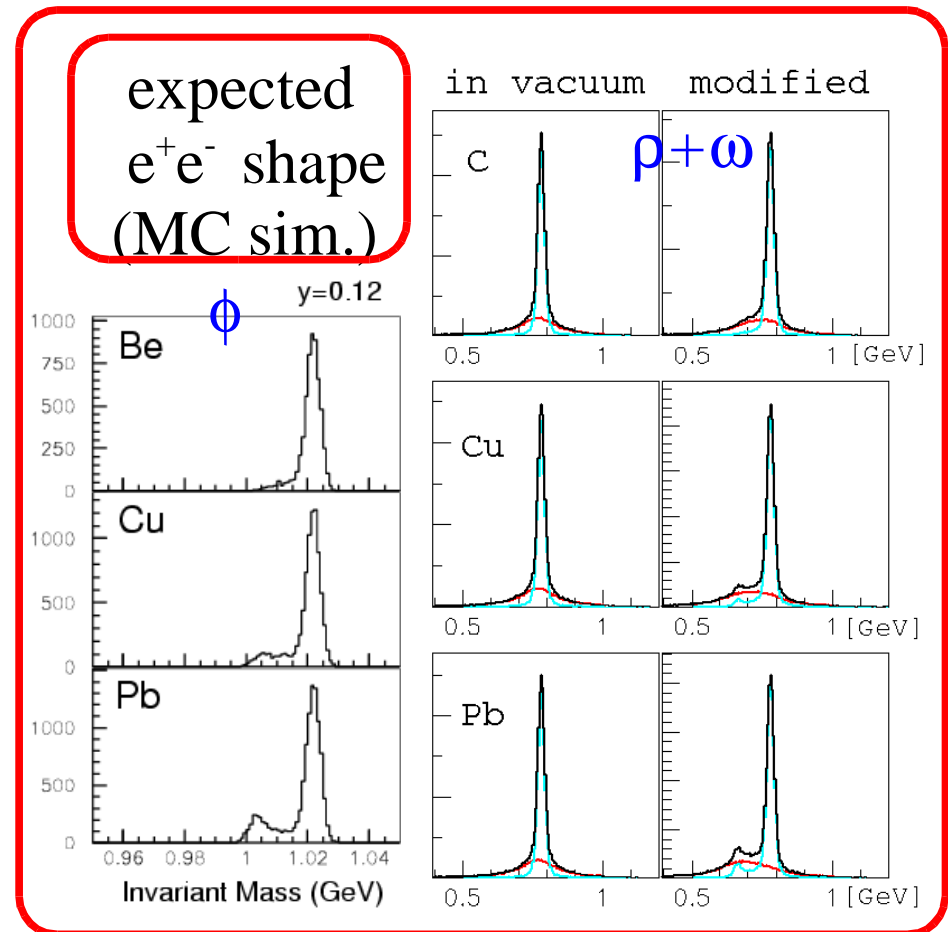 expected
e⁺e⁻ shape
(MC sim.)
ϕ
y=0.12
1000
Be
750
500
250
0
Cu
1000
500
0
Pb
1000
500
0
0.96 0.98 1 1.02 1.04
Invariant Mass (GeV)
in vacuum modified
ρ+ω
C
0.5 1 0.5 1 [GeV]
Cu
0.5 1 0.5 1 [GeV]
Pb
0.5 1 0.5 1 [GeV]